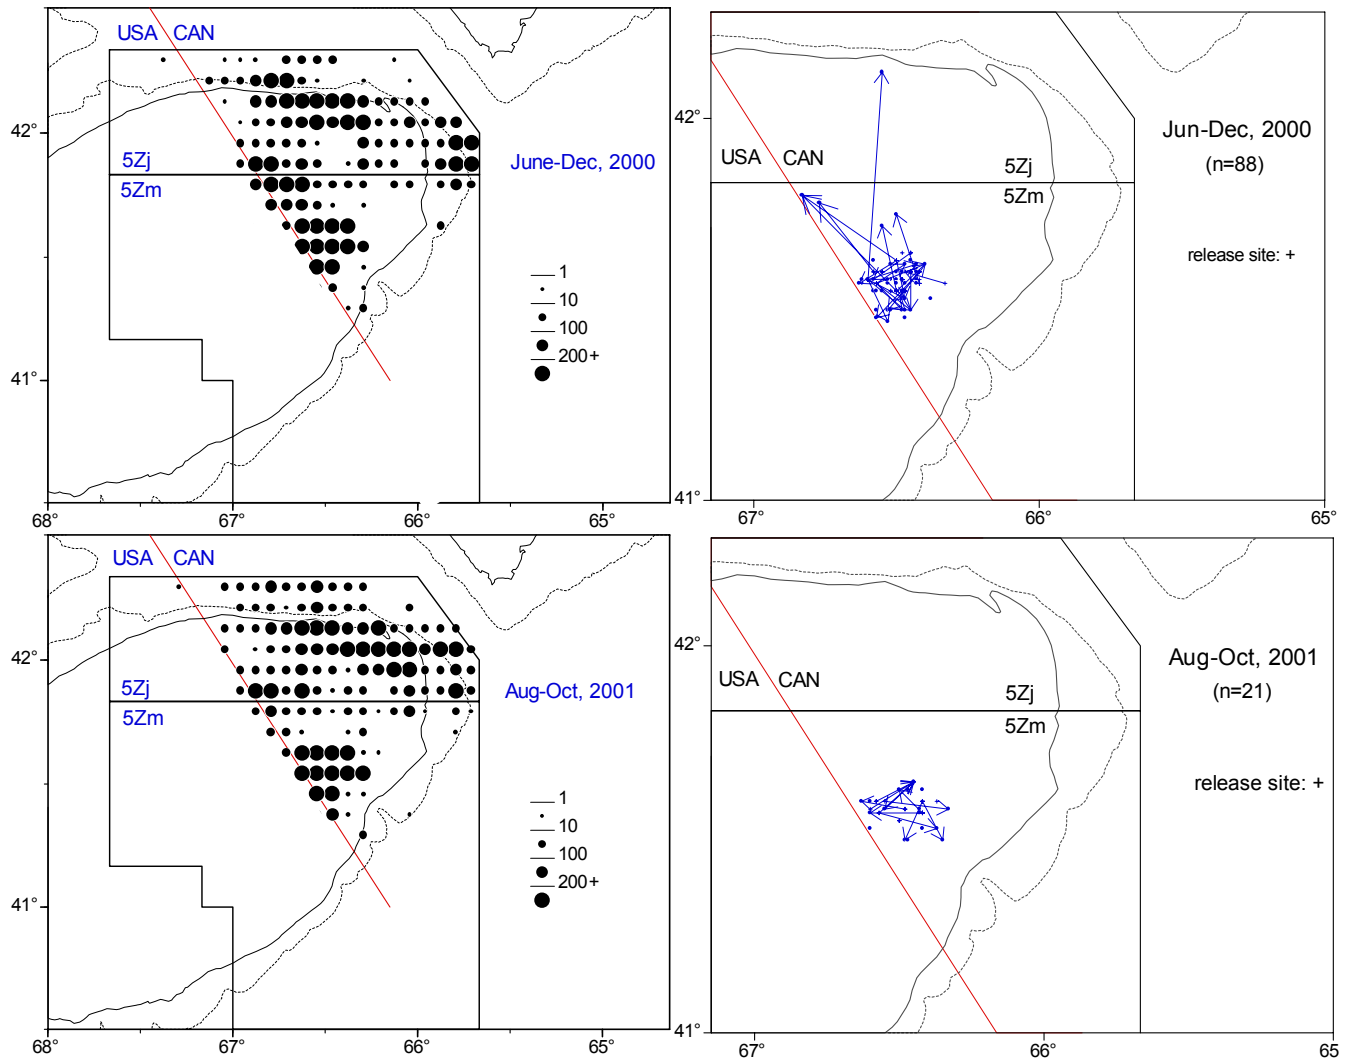 USA CAN
42°
5Zj
5Zm
June-Dec, 2000
1
10
100
200+
41°
68 67° 66° 65°
42°
USA CAN
5Zj
5Zm
Jun-Dec, 2000
(n=88)
release site: +
41°
67° 66° 65°
USA CAN
42°
5Zj
5Zm
Aug-Oct, 2001
1
10
100
200+
41°
68 67° 66° 65°
42°
USA CAN
5Zj
5Zm
Aug-Oct, 2001
(n=21)
release site: +
41°
67° 66° 65°